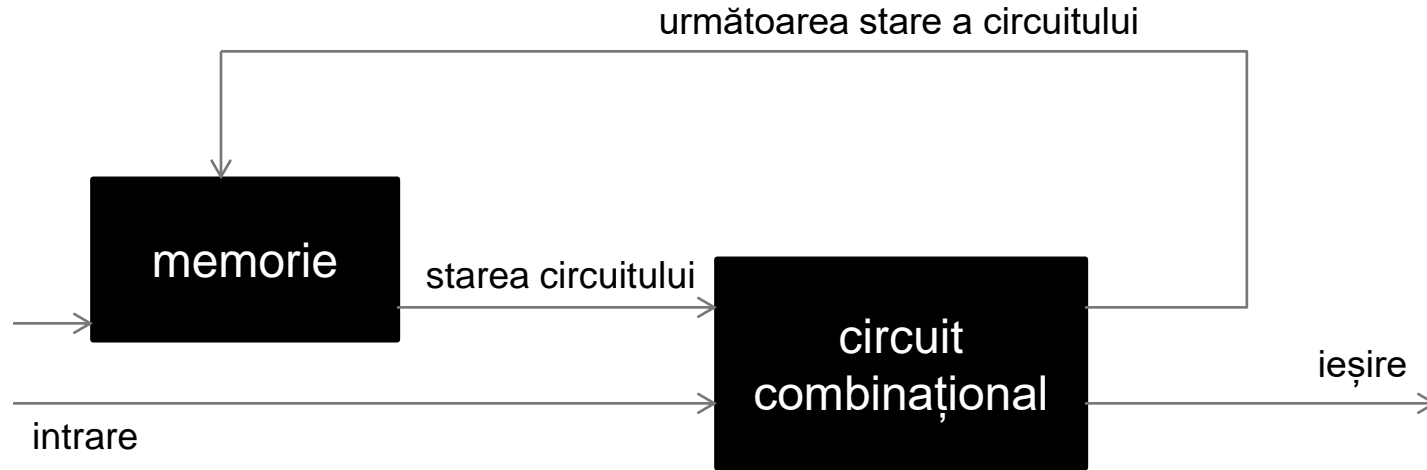 următoarea stare a circuitului
memorie
starea circuitului
circuit
combinațional
ieșire
intrare